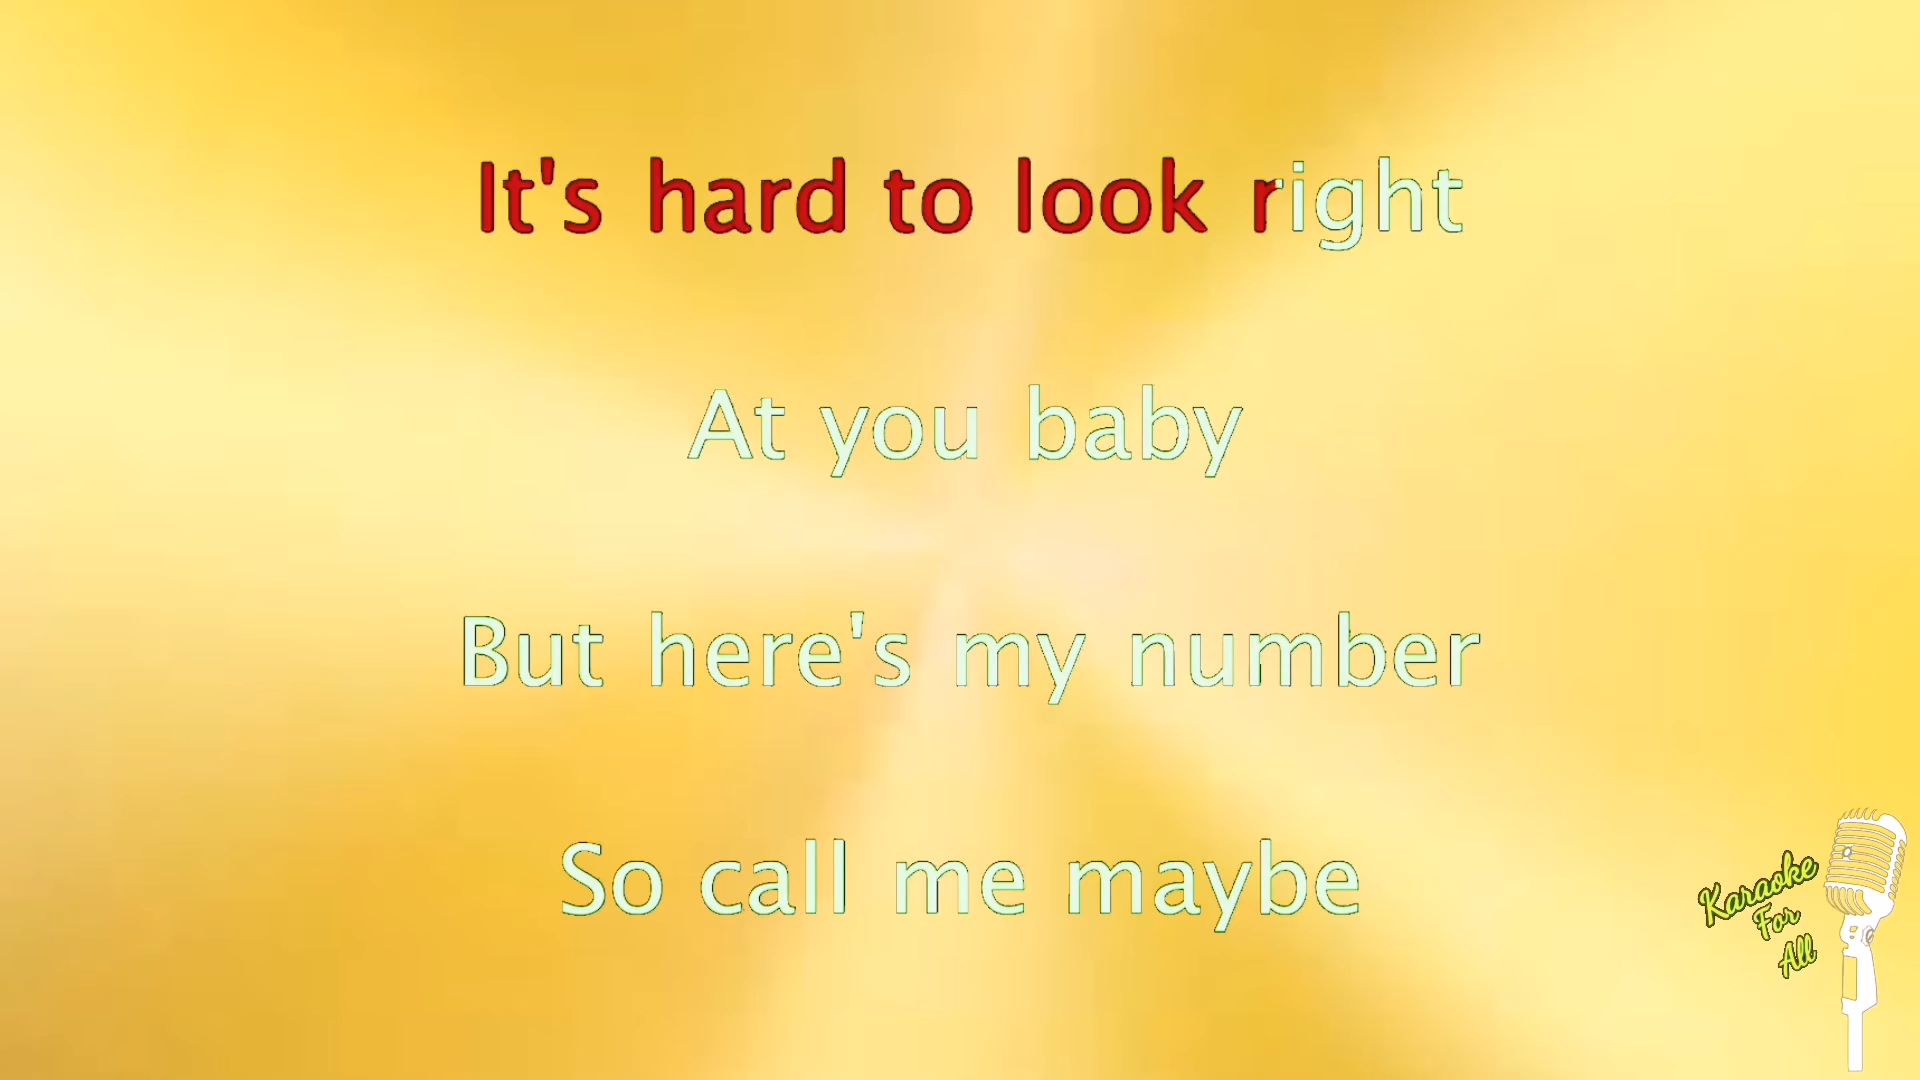 It's hard to look right
At you baby
But here's my number
So call me maybe
Karaoke
For
All